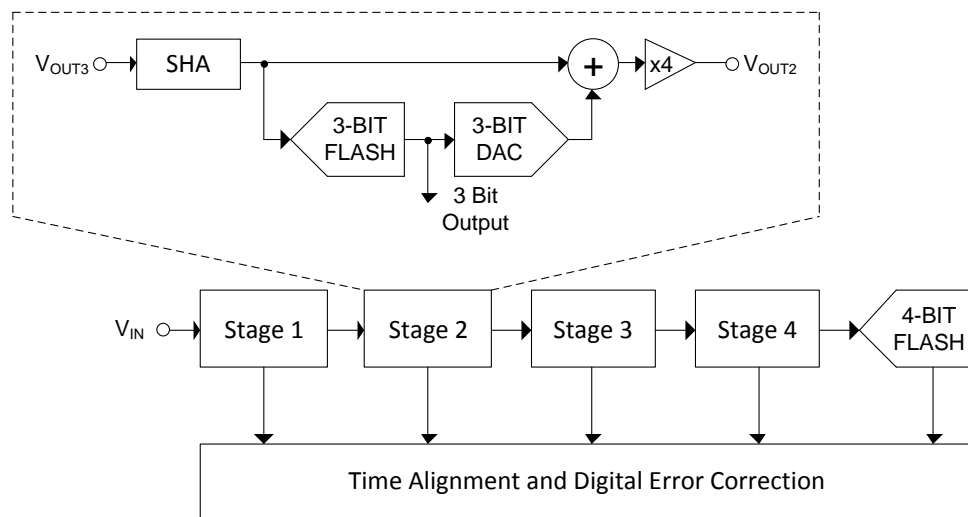 V_OUT3
SHA
+
x4
V_OUT2
3-BIT
FLASH
3-BIT
DAC
3 Bit
Output
V_IN
Stage 1
Stage 2
Stage 3
Stage 4
4-BIT
FLASH
Time Alignment and Digital Error Correction